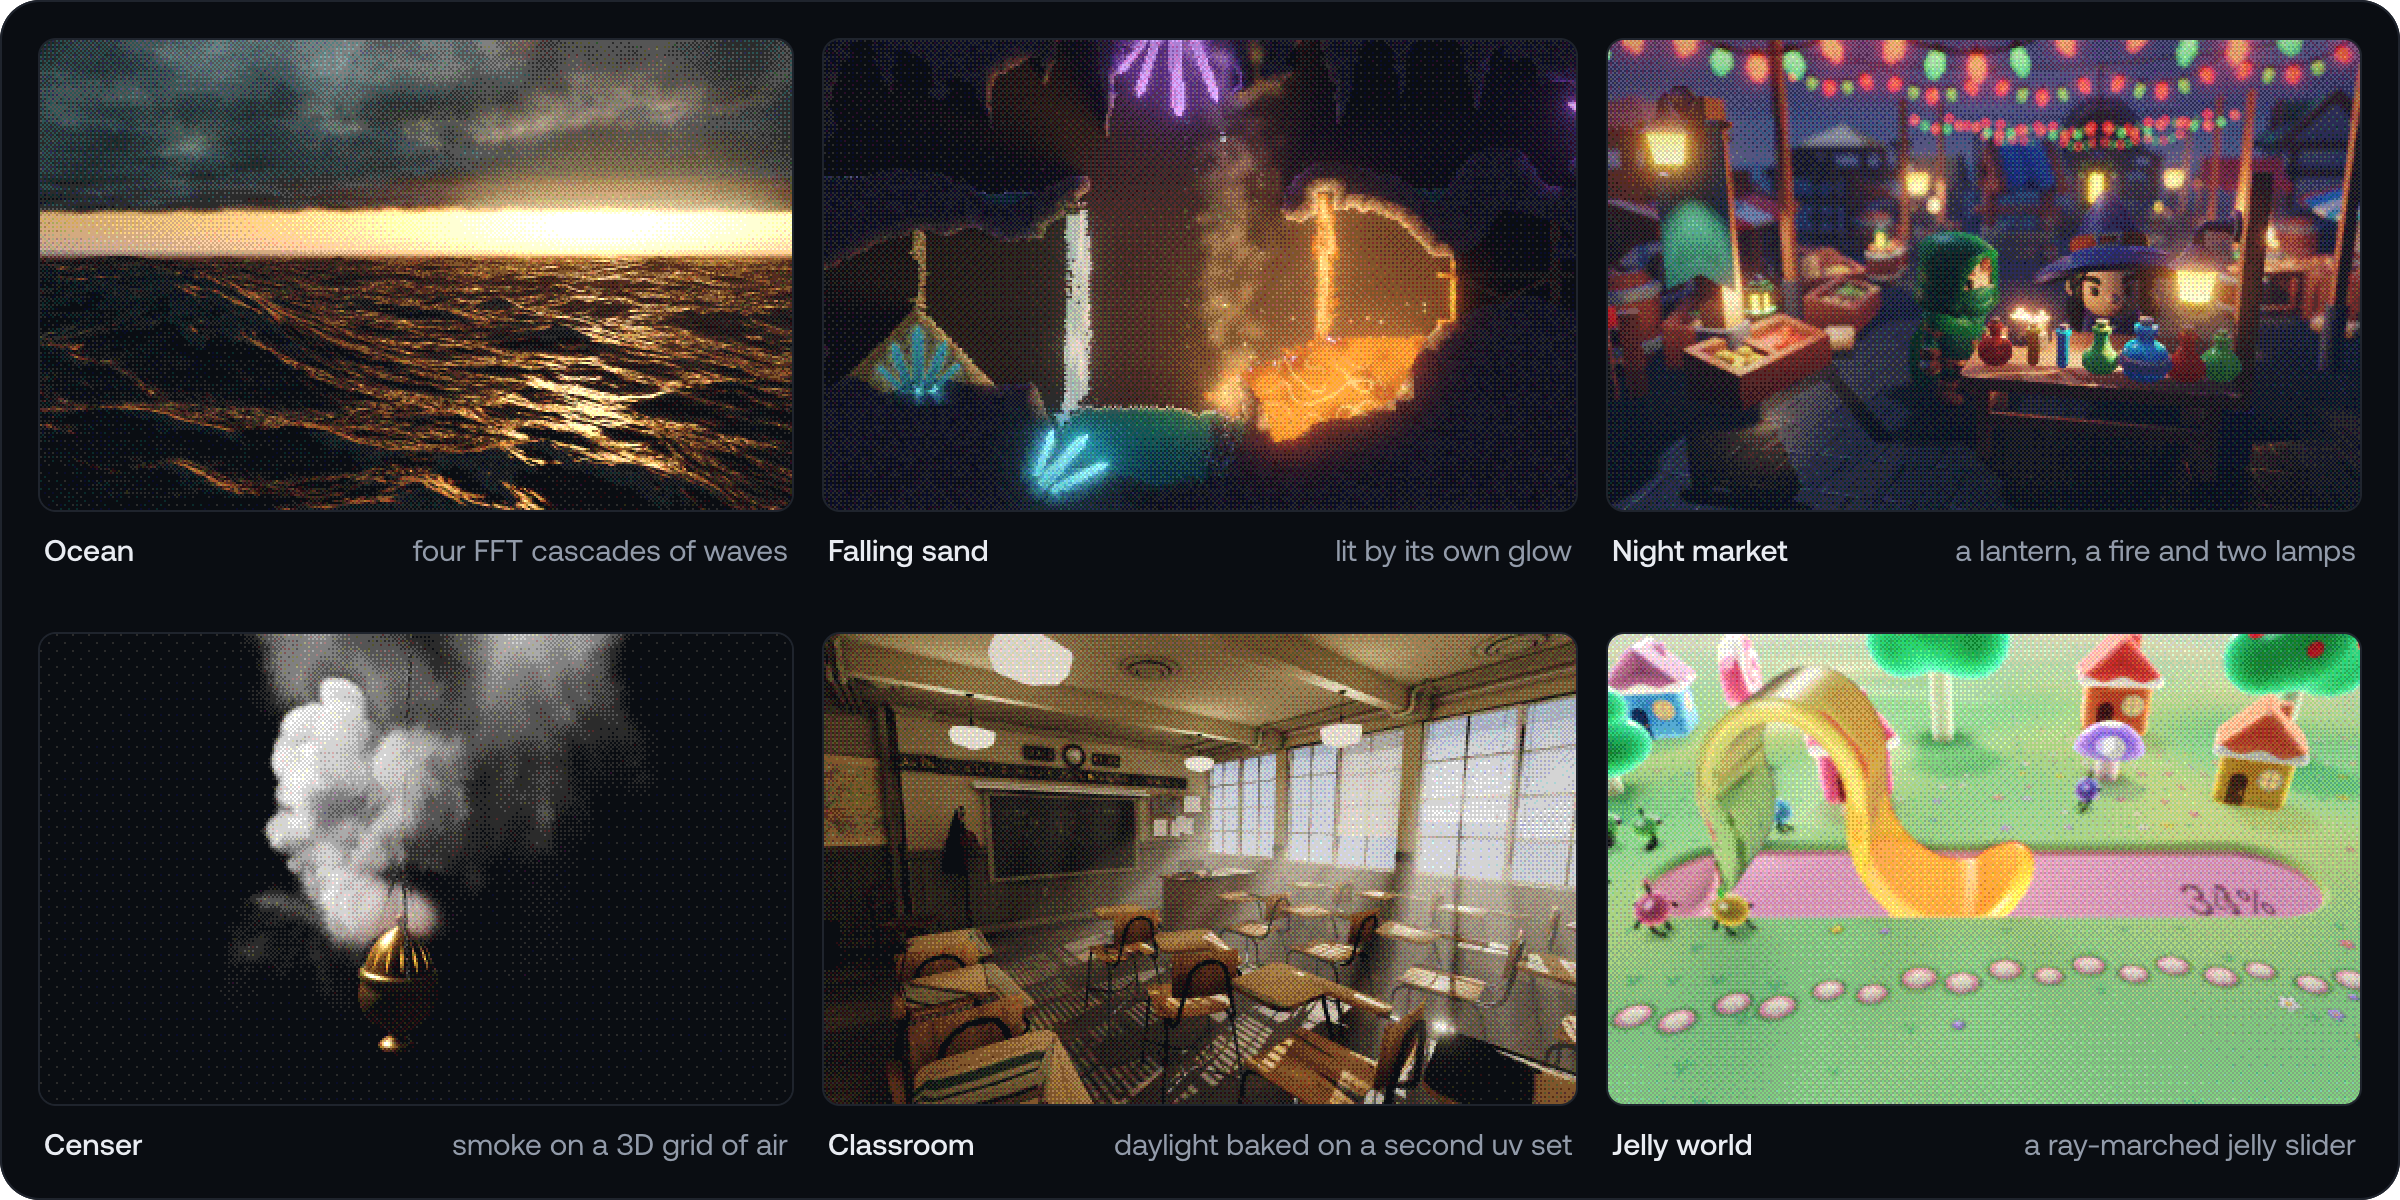 Ocean
four FFT cascades of waves
Falling sand
lit by its own glow
Night market
a lantern, a fire and two lamps
34%
Censer
smoke on a 3D grid of air
Classroom
daylight baked on a second uv set
Jelly world
a ray-marched jelly slider